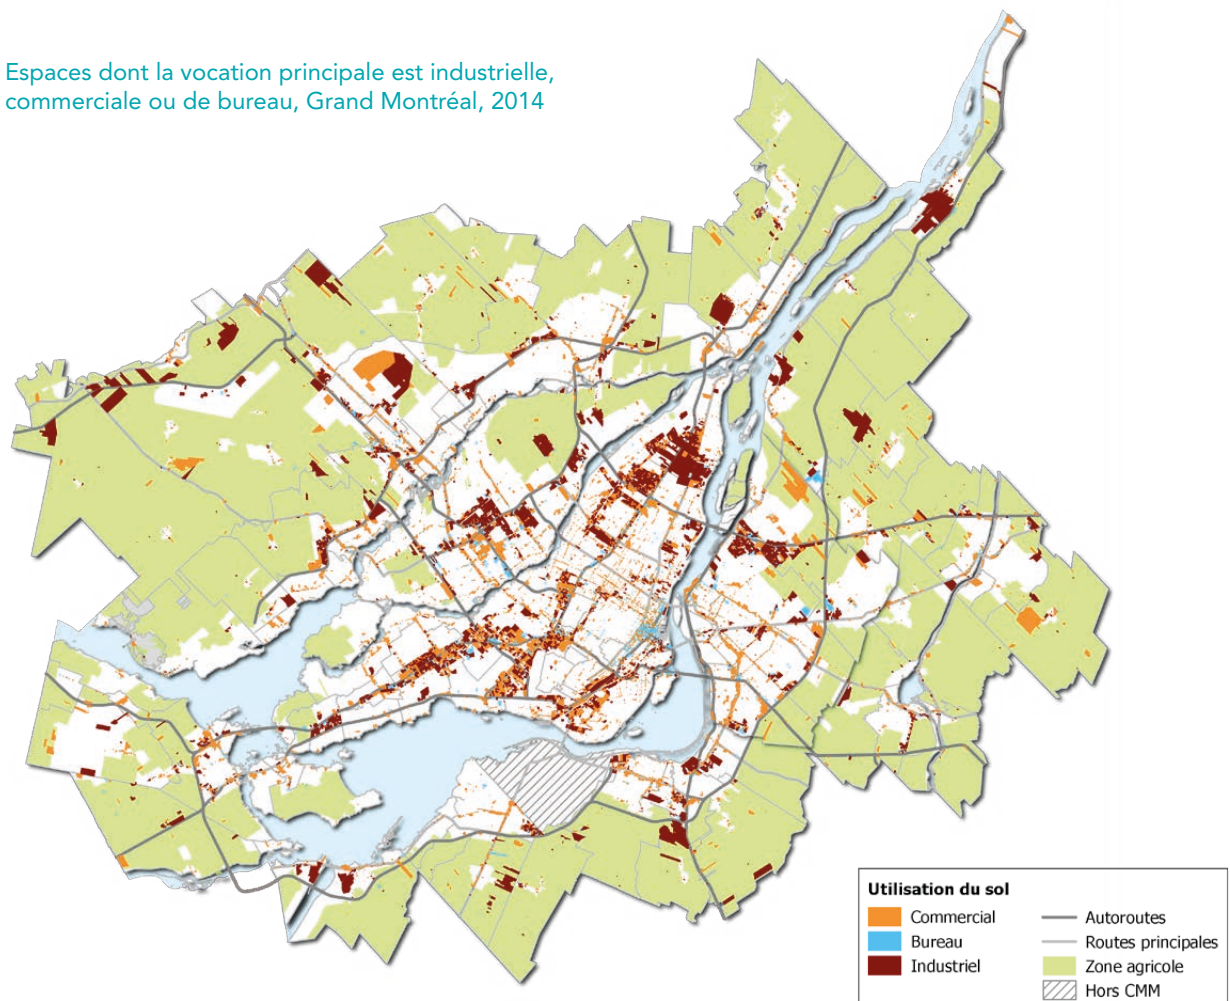 Espaces dont la vocation principale est industrielle,
commerciale ou de bureau, Grand Montréal, 2014
Utilisation du sol
Commercial
Bureau
Industriel
Autoroutes
Routes principales
Zone agricole
Hors CMM